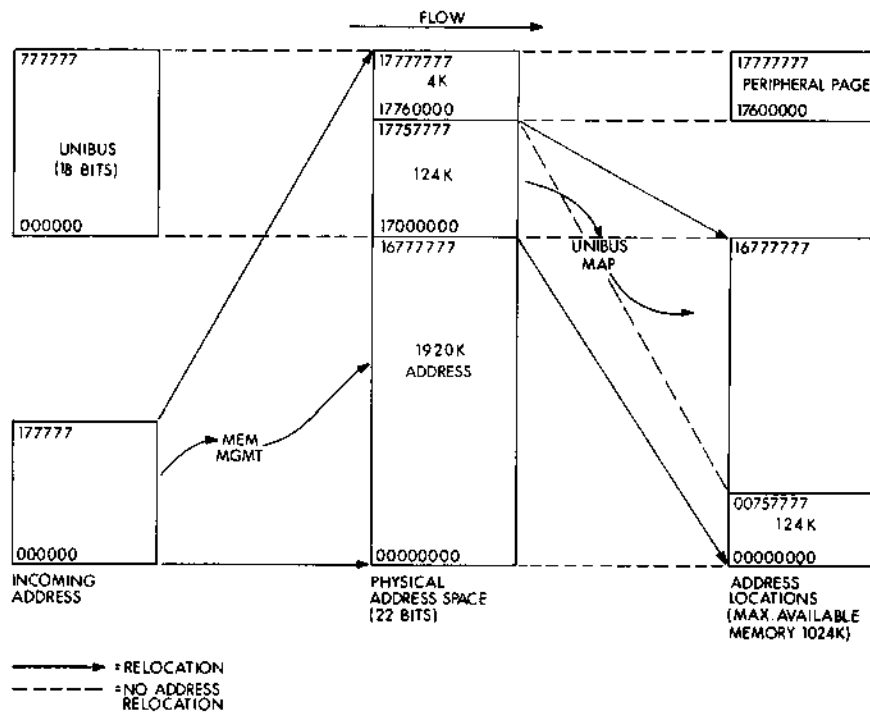 FLOW
777777
UNIBUS
(18 BITS)
000000
177777
000000
INCOMING
ADDRESS
MEM
MGMT
17777777
4K
17760000
17757777
124K
17000000
16777777
1920K
ADDRESS
00000000
PHYSICAL
ADDRESS SPACE
(22 BITS)
UNIBUS
MAP
17777777
PERIPHERAL PAGE
17600000
16777777
00757777
124K
00000000
ADDRESS
LOCATIONS
(MAX. AVAILABLE
MEMORY 1024K)
=RELOCATION
=NO ADDRESS
RELOCATION